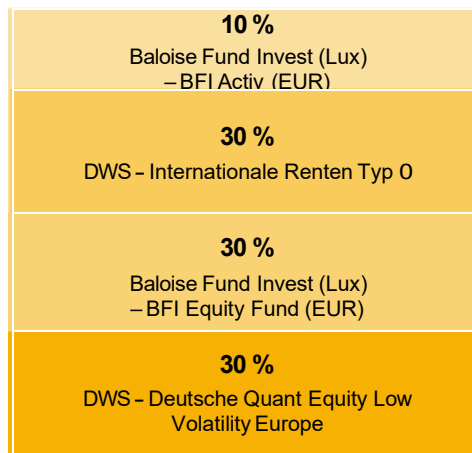 10 %
Baloise Fund Invest (Lux)
– BFI Activ (EUR)
30 %
DWS – Internationale Renten Typ O
30 %
Baloise Fund Invest (Lux)
– BFI Equity Fund (EUR)
30 %
DWS – Deutsche Quant Equity Low
Volatility Europe